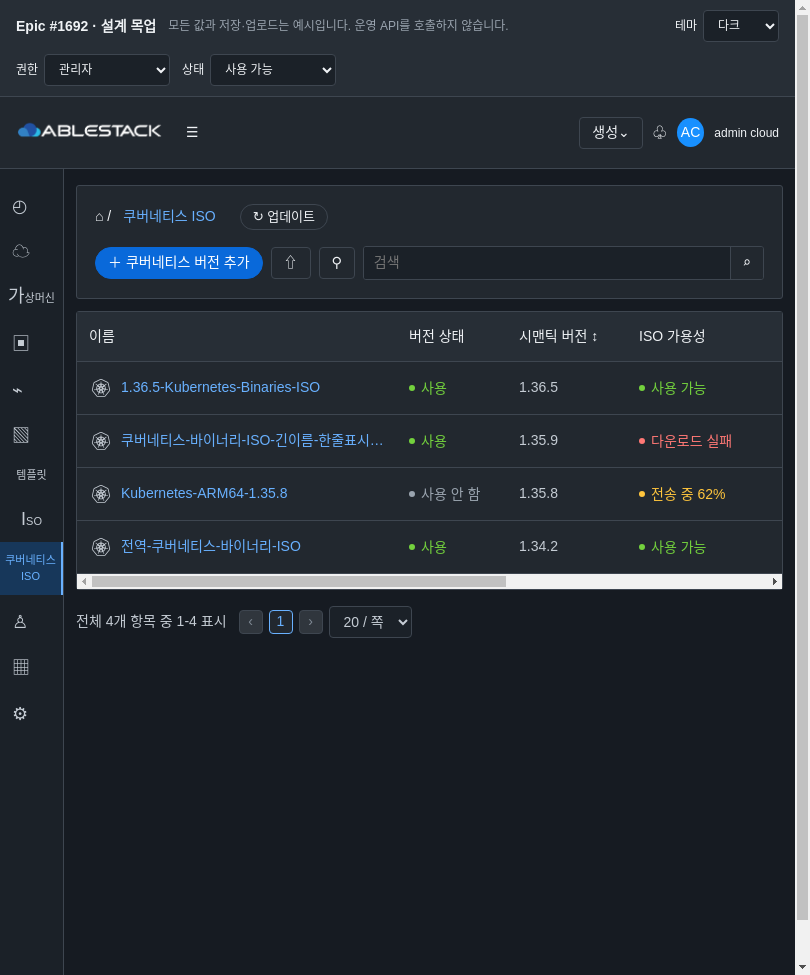 Epic #1692 · 설계 목업 모든 값과 저장·업로드는 예시입니다. 운영 API를 호출하지 않습니다. 테마 다크
권한 관리자 상태 사용 가능
ABLESTACK ☰ 생성 AC admin cloud
⌂ / 쿠버네티스 ISO ↻ 업데이트
+ 쿠버네티스 버전 추가 검색
가상머신
템플릿
Iso
쿠버네티스
ISO
이름 버전 상태 시맨틱 버전 ↕ ISO 가용성
1.36.5-Kubernetes-Binaries-ISO 사용 1.36.5 사용 가능
쿠버네티스-바이너리-ISO-긴이름-한줄표시… 사용 1.35.9 다운로드 실패
Kubernetes-ARM64-1.35.8 사용 안 함 1.35.8 전송 중 62%
전역-쿠버네티스-바이너리-ISO 사용 1.34.2 사용 가능
전체 4개 항목 중 1-4 표시 ‹ 1 › 20 / 쪽